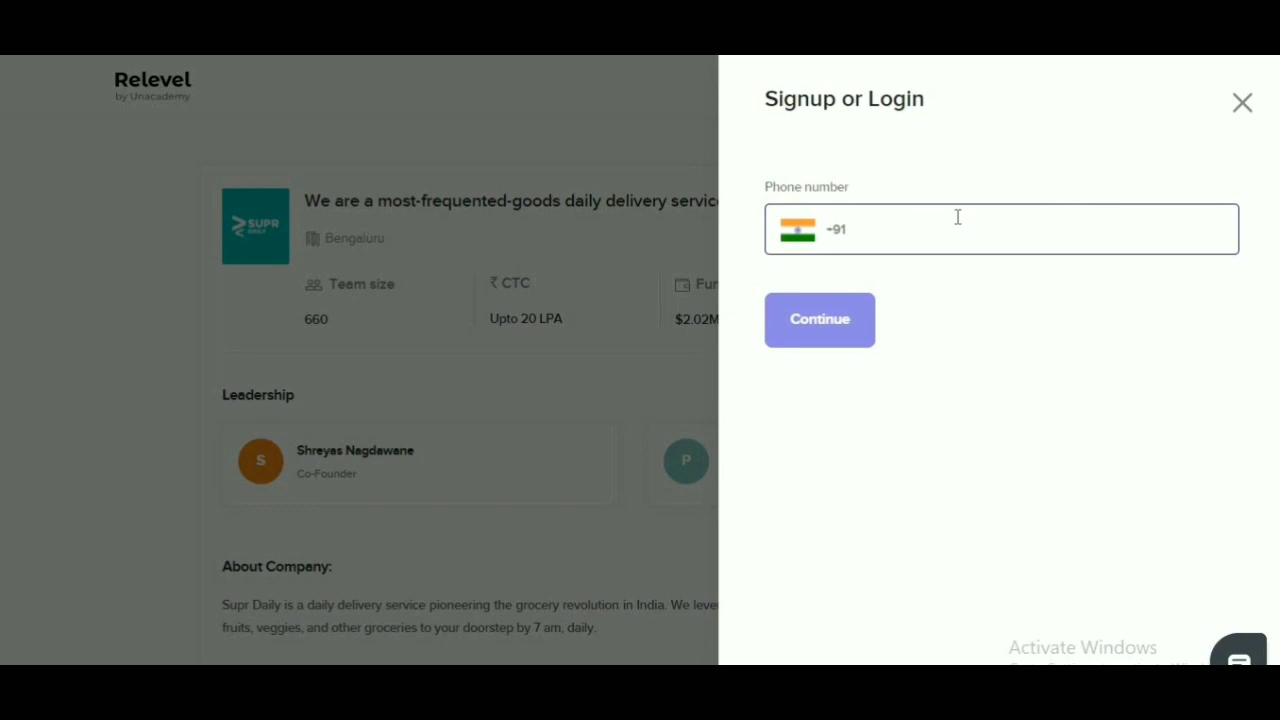 Relevel
by Unacademy
Signup or Login
Phone number
+91
Continue
SUPR
DAILY
We are a most-frequented-goods daily delivery service
Bengaluru
Team size
660
₹ CTC
Upto 20 LPA
$2.02M
Leadership
S
Shreyas Nagdawane
Co-Founder
P
About Company:
Supr Daily is a daily delivery service pioneering the grocery revolution in India. We leve
fruits, veggies, and other groceries to your doorstep by 7 am, daily.
Activate Windows